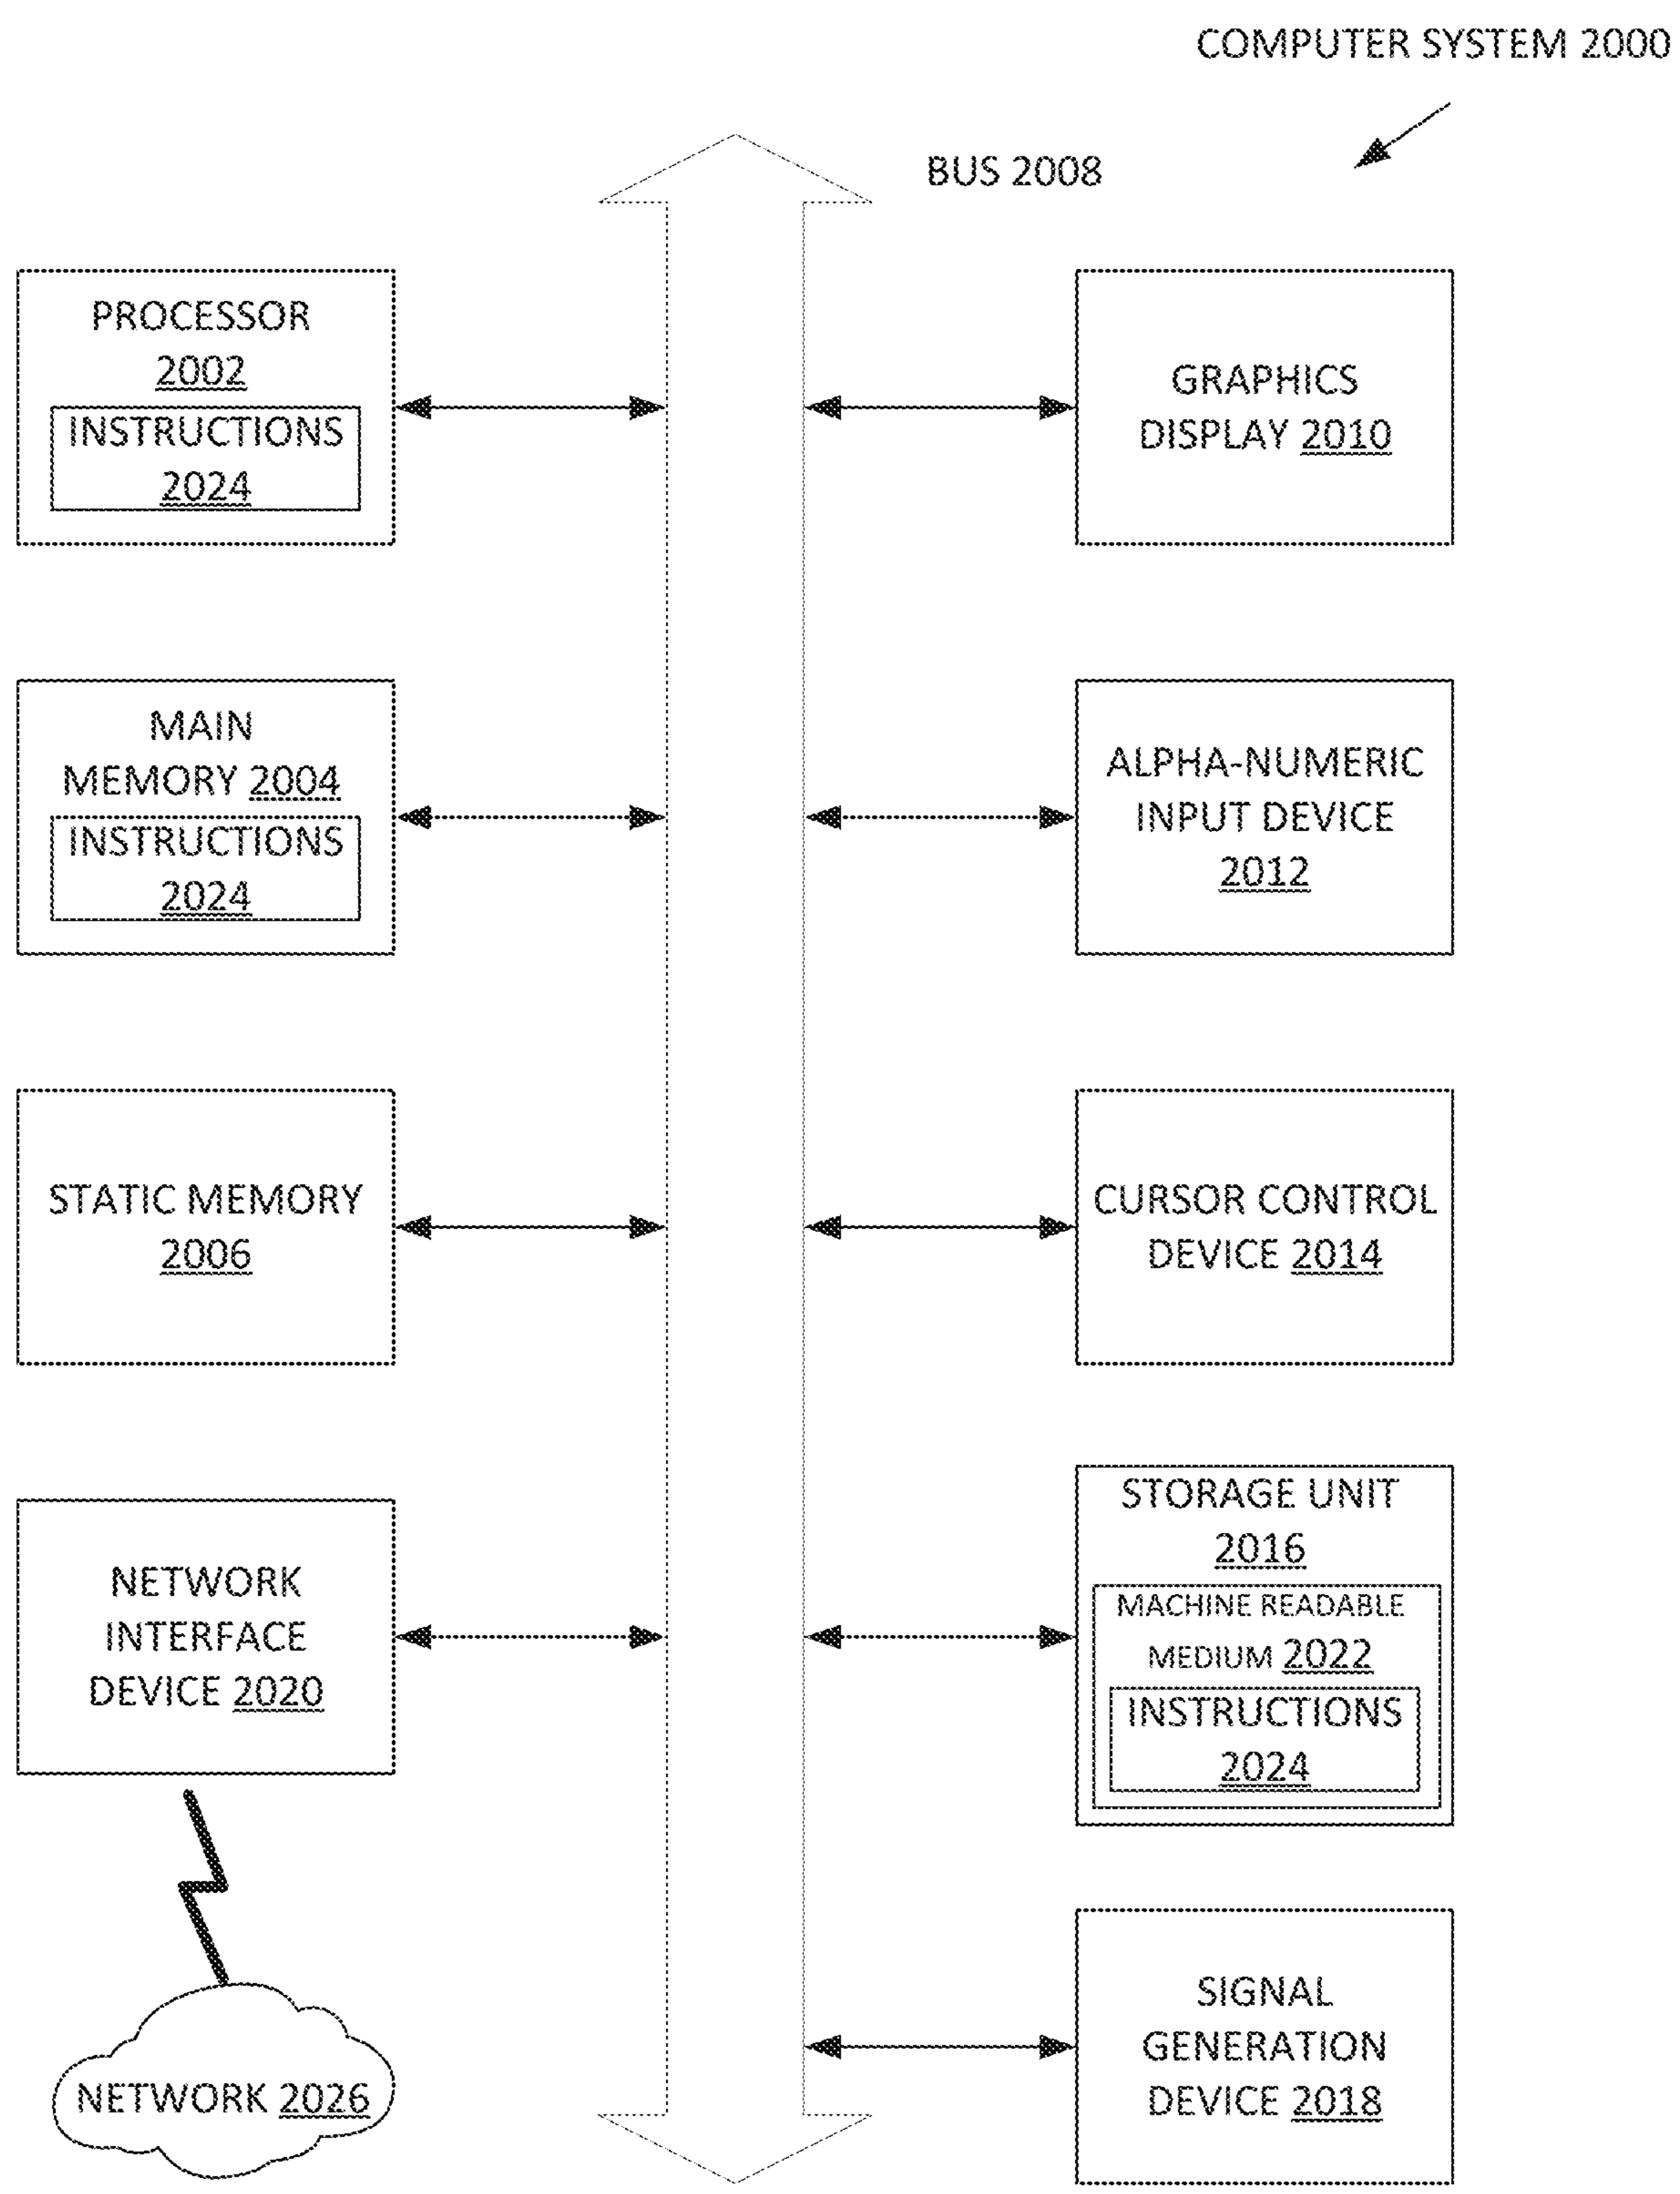 COMPUTER SYSTEM 2000
BUS 2008
PROCESSOR
2002
INSTRUCTIONS
2024
GRAPHICS
DISPLAY 2010
MAIN
MEMORY 2004
INSTRUCTIONS
2024
ALPHA-NUMERIC
INPUT DEVICE
2012
STATIC MEMORY
2006
CURSOR CONTROL
DEVICE 2014
NETWORK
INTERFACE
DEVICE 2020
STORAGE UNIT
2016
MACHINE READABLE
MEDIUM 2022
INSTRUCTIONS
2024
NETWORK 2026
SIGNAL
GENERATION
DEVICE 2018